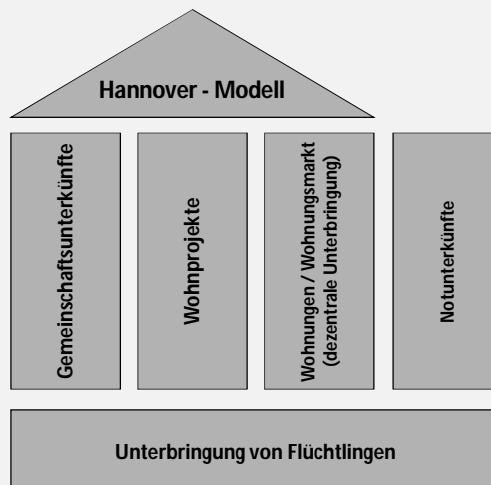 Hannover - Modell
Gemeinschaftsunterkünfte
Wohnprojekte
Wohnungen / Wohnungsmarkt
(dezentrale Unterbringung)
Notunterkünfte
Unterbringung von Flüchtlingen